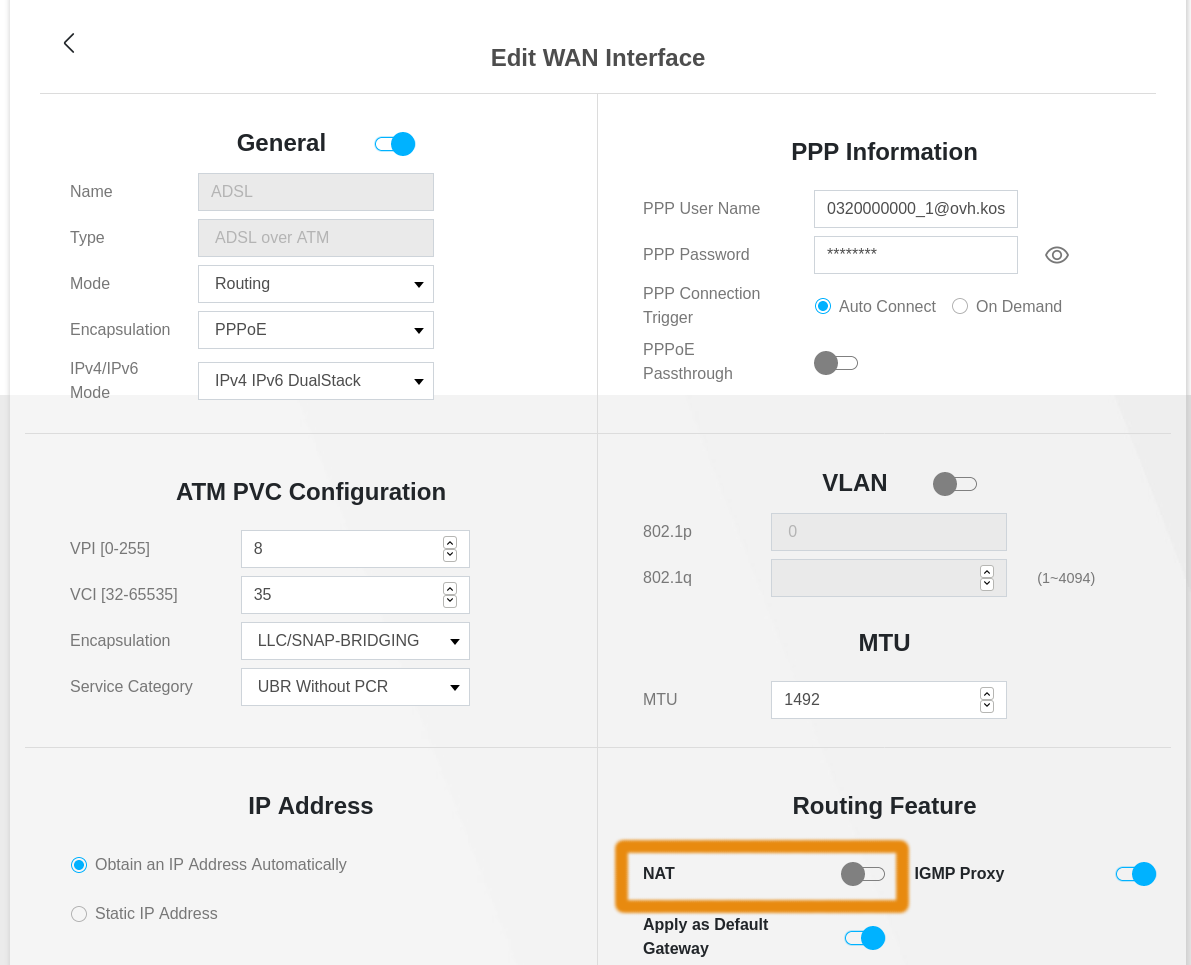 Edit WAN Interface
General
Name
ADSL
Type
ADSL over ATM
Mode
Routing
Encapsulation
PPPoE
IPv4/IPv6
Mode
IPv4 IPv6 DualStack
PPP Information
PPP User Name
0320000000_1@ovh.kos
PPP Password
********
PPP Connection
Trigger
Auto Connect
On Demand
PPPoE
Passthrough
ATM PVC Configuration
VPI [0-255]
8
VCI [32-65535]
35
Encapsulation
LLC/SNAP-BRIDGING
Service Category
UBR Without PCR
VLAN
802.1p
0
802.1q
(1~4094)
MTU
MTU
1492
IP Address
Obtain an IP Address Automatically
Static IP Address
Routing Feature
NAT
IGMP Proxy
Apply as Default
Gateway